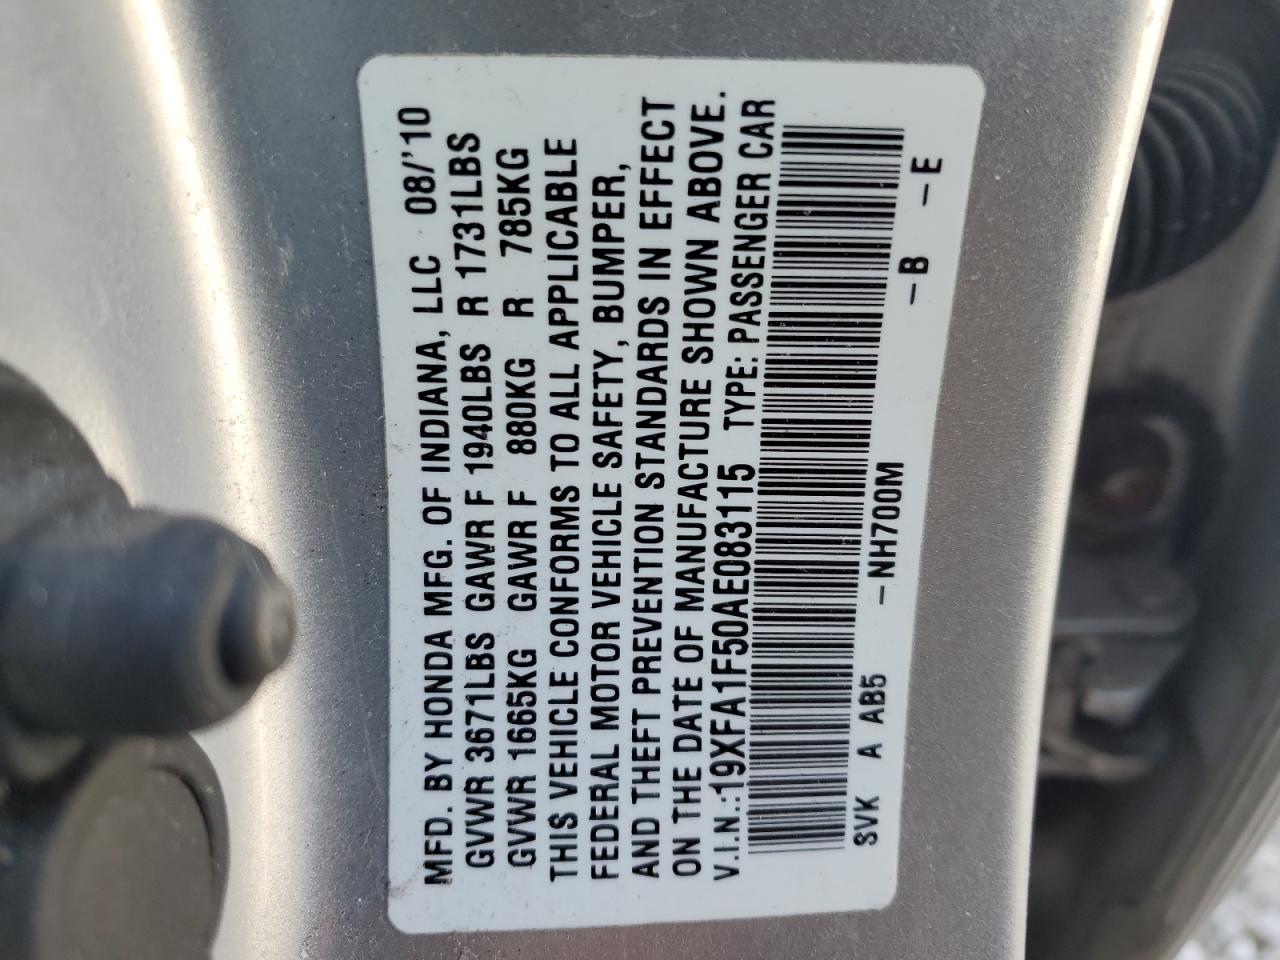 MFD. BY HONDA MFG. OF INDIANA, LLC 08/'10
GVWR 3671LBS GAWR F 1940LBS R 1731LBS
GVWR 1665KG GAWR F 880KG R 785KG
THIS VEHICLE CONFORMS TO ALL APPLICABLE
FEDERAL MOTOR VEHICLE SAFETY, BUMPER,
AND THEFT PREVENTION STANDARDS IN EFFECT
ON THE DATE OF MANUFACTURE SHOWN ABOVE.
V.I.N.:19XFA1F50AE083115 TYPE: PASSENGER CAR
SVK A AB5 –NH700M –B –E